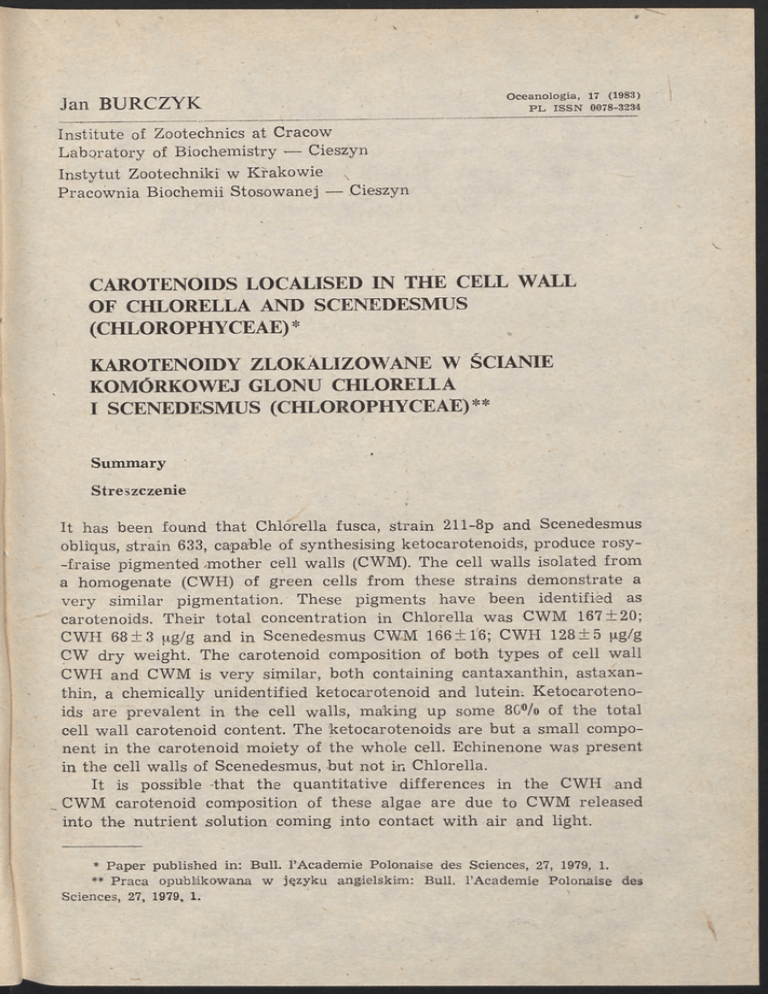 Jan BURCZYK
Oceanologia, 17 (1983)
PL ISSN 0078-3234
Institute of Zootechnics at Cracow
Laboratory of Biochemistry — Cieszyn
Instytut Zootechniki w Krakowie
Pracownia Biochemii Stosowanej — Cieszyn
CAROTENOIDS LOCALISED IN THE CELL WALL
OF CHLORELLA AND SCENEDESMUS
(CHLOROPHYCEAE)*
KAROTENOIDY ZLOKALIZOWANE W ŚCIANIE
KOMÓRKOWEJ GLONU CHLORELLA
I SCENEDESMUS (CHLOROPHYCEAE)**
Summary
Streszczenie
It has been found that Chlorella fusca, strain 211-8p and Scenedesmus
obliqus, strain 633, capable of synthesising ketocarotenoids, produce rosy-
-fraise pigmented mother cell walls (CWM). The cell walls isolated from
a homogenate (CWH) of green cells from these strains demonstrate a
very similar pigmentation. These pigments have been identified as
carotenoids. Their total concentration in Chlorella was CWM 167±20;
CWH 68±3 µg/g and in Scenedesmus CWM 166±16; CWH 128±5 µg/g
CW dry weight. The carotenoid composition of both types of cell wall
CWH and CWM is very similar, both containing cantaxanthin, astaxan-
thin, a chemically unidentified ketocarotenoid and lutein. Ketocaroteno-
ids are prevalent in the cell walls, making up some 80% of the total
cell wall carotenoid content. The ketocarotenoids are but a small compo-
nent in the carotenoid moiety of the whole cell. Echinenone was present
in the cell walls of Scenedesmus, but not in Chlorella.
It is possible that the quantitative differences in the CWH and
CWM carotenoid composition of these algae are due to CWM released
into the nutrient solution coming into contact with air and light.
* Paper published in: Bull. l'Academie Polonaise des Sciences, 27, 1979, 1.
** Praca opublikowana w języku angielskim: Bull. l'Academie Polonaise des
Sciences, 27, 1979, 1.